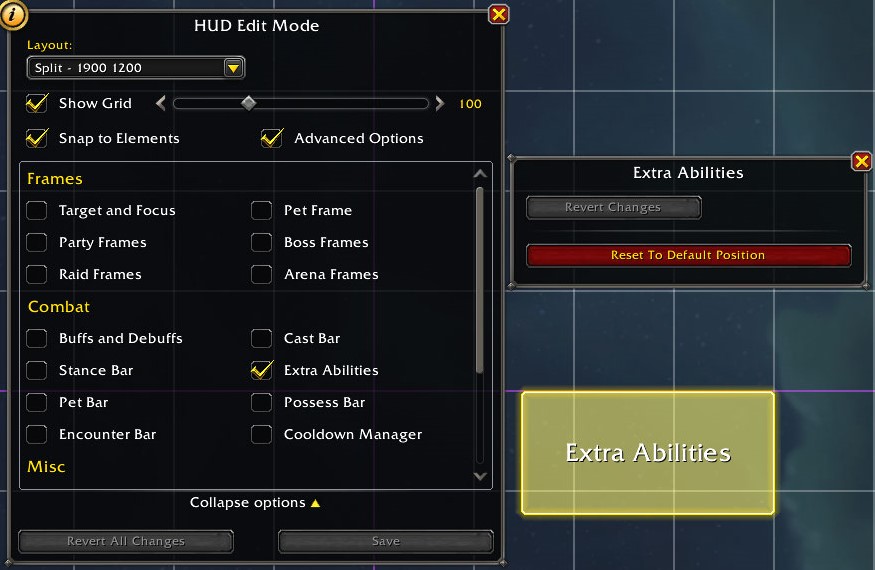 HUD Edit Mode
Layout:
Split - 1900 1200
Show Grid 100
Snap to Elements Advanced Options
Frames
Target and Focus Pet Frame
Party Frames Boss Frames
Raid Frames Arena Frames
Combat
Buffs and Debuffs Cast Bar
Stance Bar Extra Abilities
Pet Bar Possess Bar
Encounter Bar Cooldown Manager
Misc
Collapse options
Revert All Changes Save
Extra Abilities
Revert Changes
Reset To Default Position
Extra Abilities